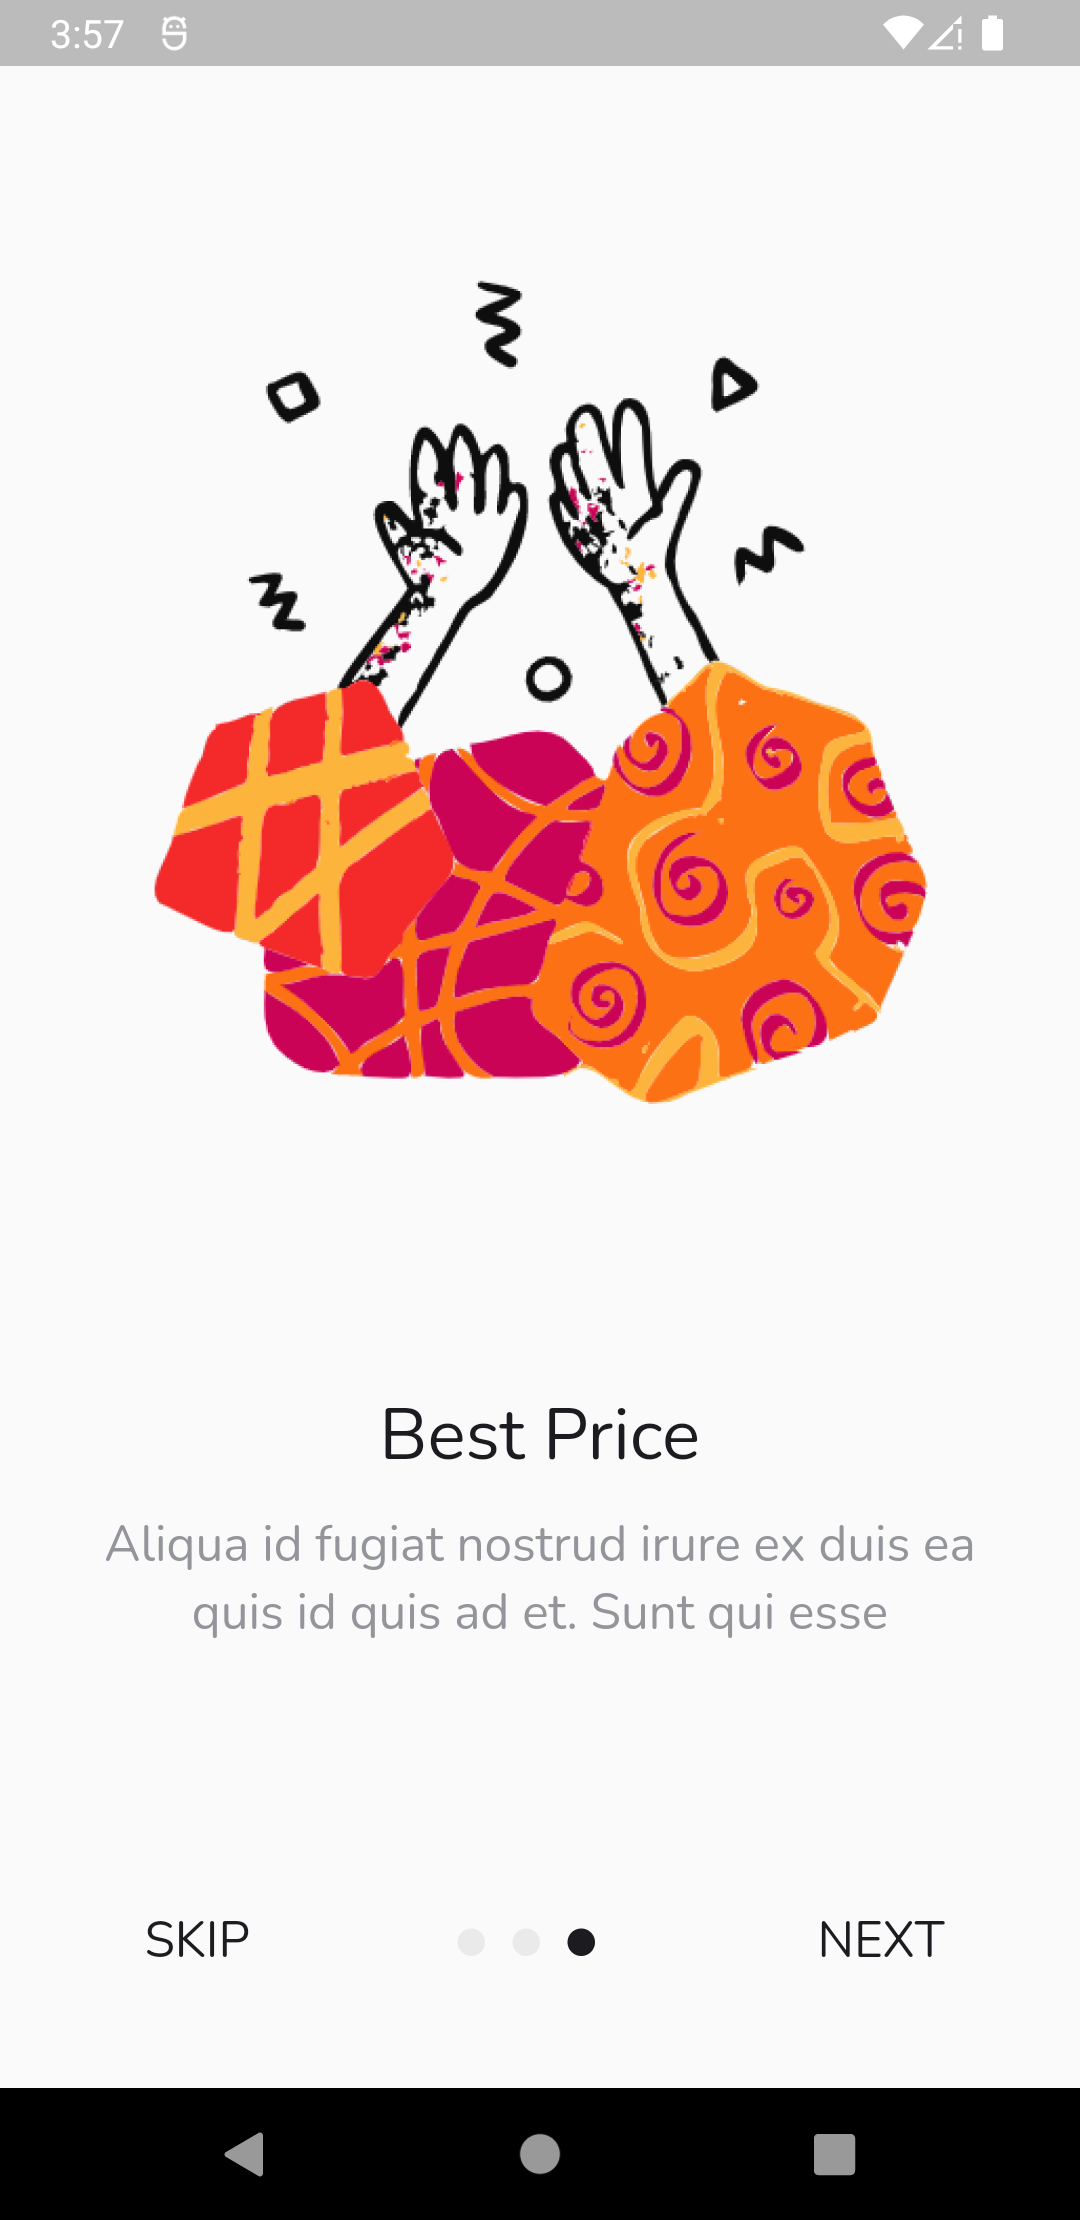 3:57
Best Price
Aliqua id fugiat nostrud irure ex duis ea
quis id quis ad et. Sunt qui esse
SKIP
NEXT